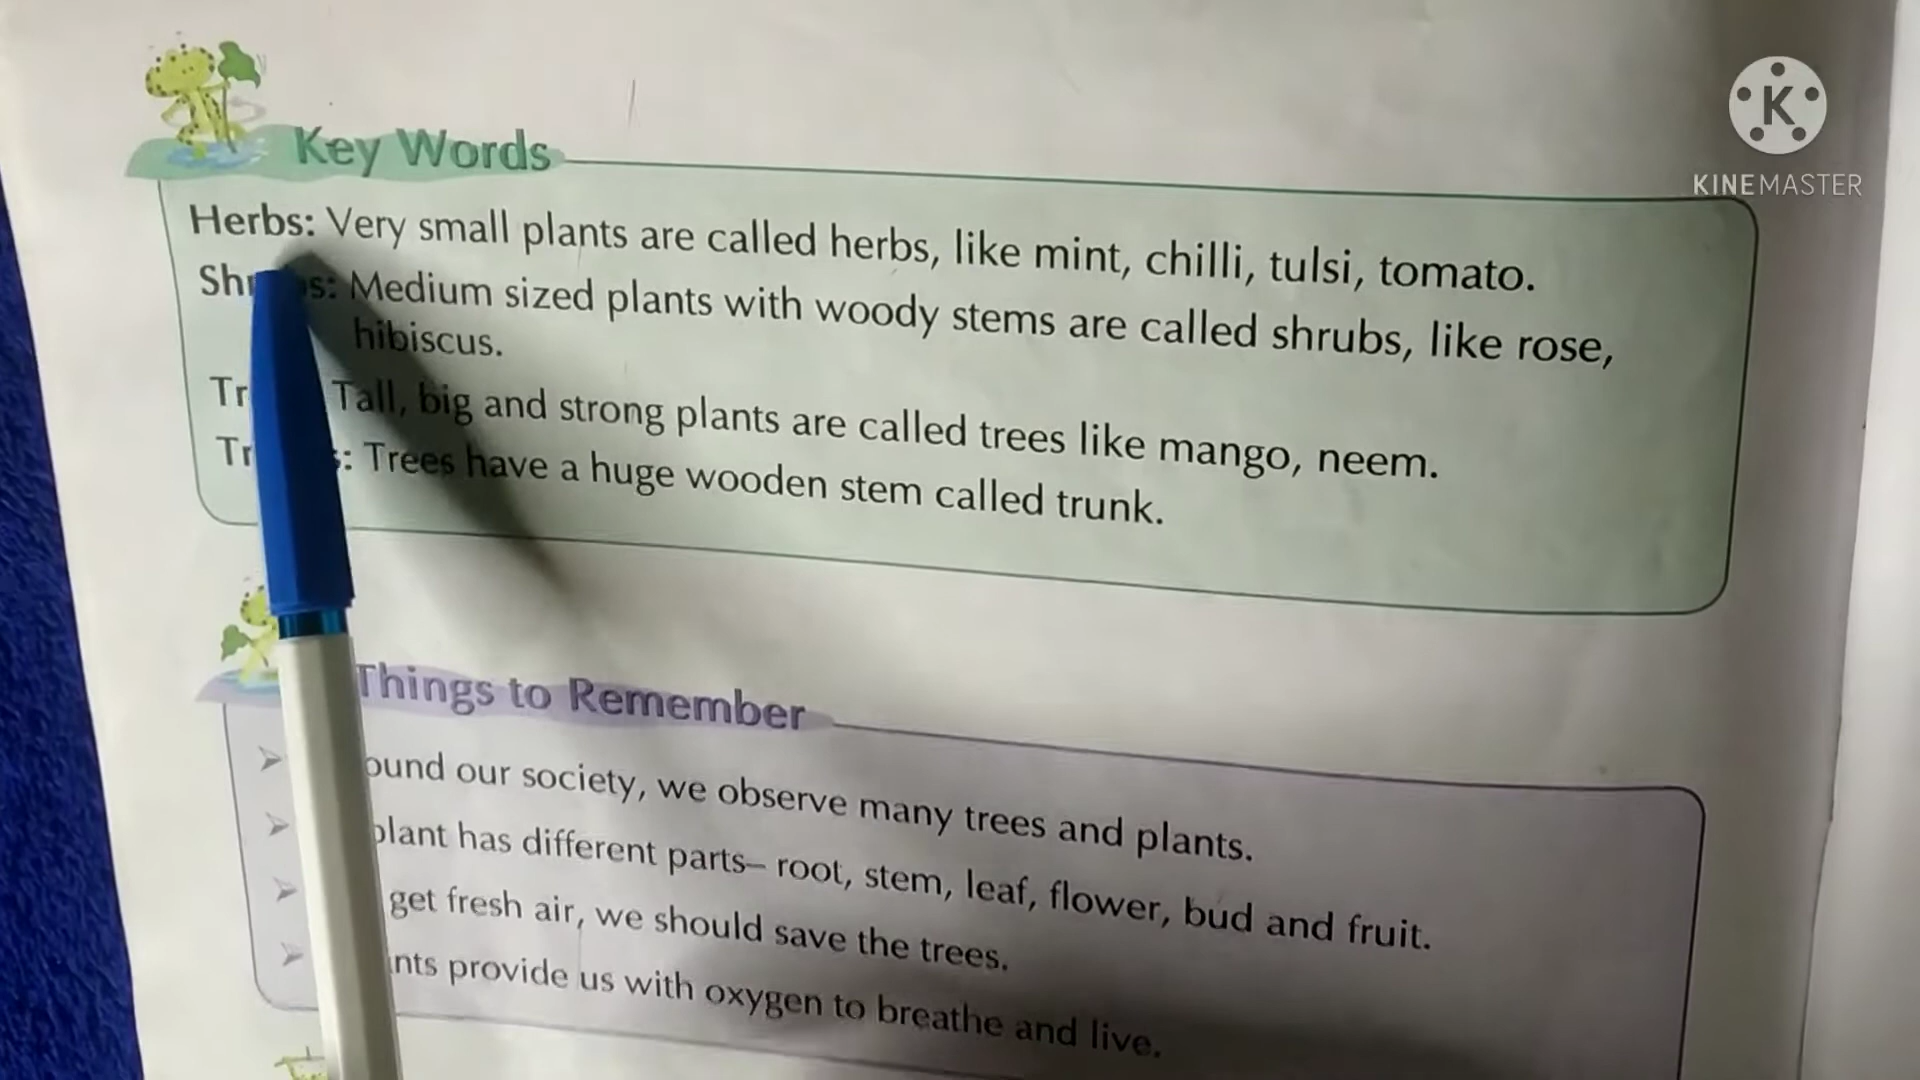 Key Words
Herbs: Very small plants are called herbs, like mint, chilli, tulsi, tomato.
Medium sized plants with woody stems are called shrubs, like rose,
hibiscus.
Tall, big and strong plants are called trees like mango, neem.
Trees have a huge wooden stem called trunk.
Things to Remember
our society, we observe many trees and plants.
plant has different parts– root, stem, leaf, flower, bud and fruit.
get fresh air, we should save the trees.
provide us with oxygen to breathe and live.
K
KINEMASTER